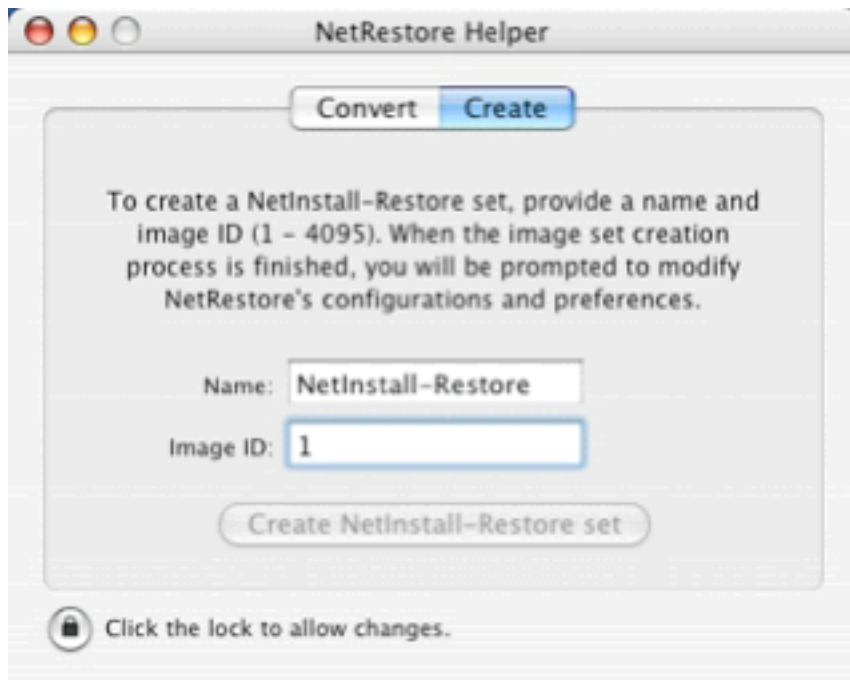 NetRestore Helper
Convert Create
To create a NetInstall-Restore set, provide a name and
image ID (1 - 4095). When the image set creation
process is finished, you will be prompted to modify
NetRestore's configurations and preferences.
Name: NetInstall-Restore
Image ID: 1
Create NetInstall-Restore set
Click the lock to allow changes.